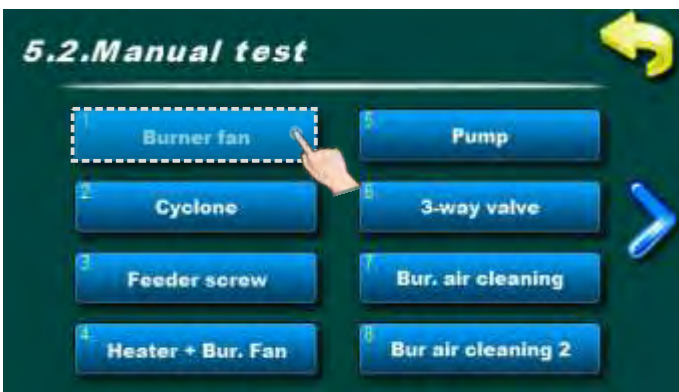 5.2.Manual test
1 Burner fan
2 Cyclone
3 Feeder screw
4 Heater + Bur. Fan
5 Pump
6 3-way valve
7 Bur. air cleaning
8 Bur air cleaning 2